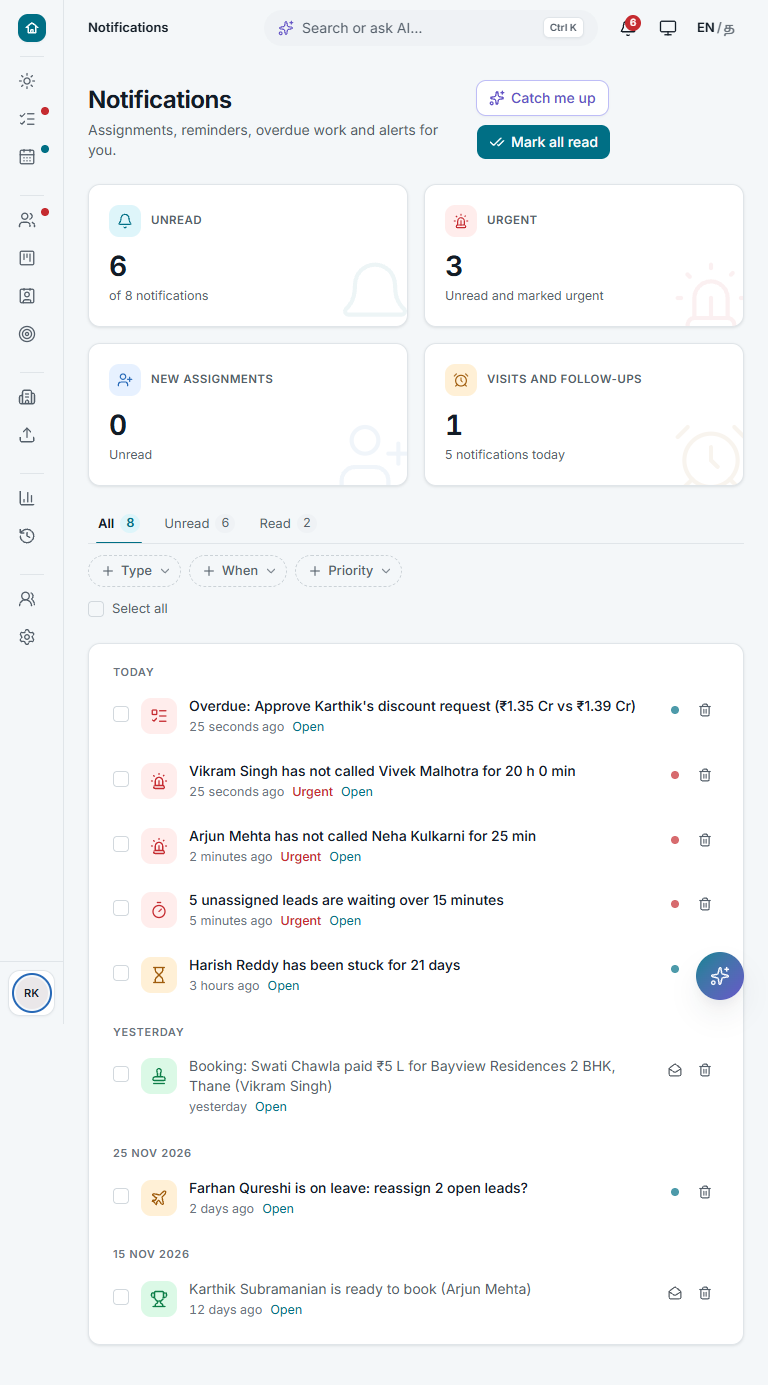 Notifications
Search or ask AI...
Ctrl K
6
EN / த
Notifications
Assignments, reminders, overdue work and alerts for
you.
Catch me up
Mark all read
UNREAD
6
of 8 notifications
URGENT
3
Unread and marked urgent
NEW ASSIGNMENTS
0
Unread
VISITS AND FOLLOW-UPS
1
5 notifications today
All 8 Unread 6 Read 2
Type When Priority
Select all
TODAY
Overdue: Approve Karthik's discount request (₹1.35 Cr vs ₹1.39 Cr)
25 seconds ago Open
Vikram Singh has not called Vivek Malhotra for 20 h 0 min
25 seconds ago Urgent Open
Arjun Mehta has not called Neha Kulkarni for 25 min
2 minutes ago Urgent Open
5 unassigned leads are waiting over 15 minutes
5 minutes ago Urgent Open
Harish Reddy has been stuck for 21 days
3 hours ago Open
RK
YESTERDAY
Booking: Swati Chawla paid ₹5 L for Bayview Residences 2 BHK,
Thane (Vikram Singh)
yesterday Open
25 NOV 2026
Farhan Qureshi is on leave: reassign 2 open leads?
2 days ago Open
15 NOV 2026
Karthik Subramanian is ready to book (Arjun Mehta)
12 days ago Open